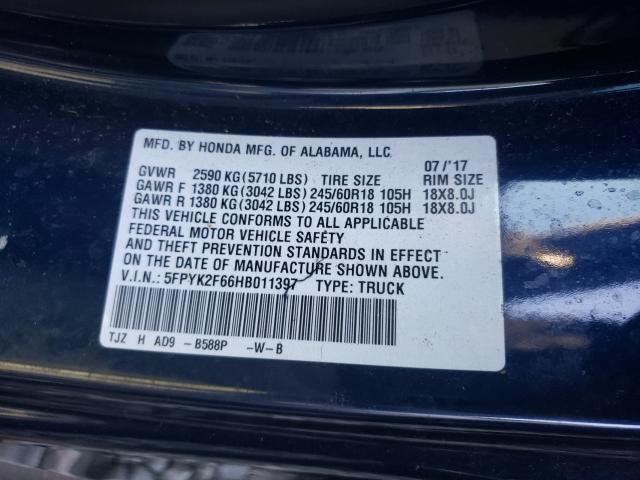 MFD. BY HONDA MFG. OF ALABAMA, LLC. 07/'17
GVWR 2590 KG (5710 LBS) TIRE SIZE RIM SIZE
GAWR F 1380 KG (3042 LBS) 245/60R18 105H 18X8.0J
GAWR R 1380 KG (3042 LBS) 245/60R18 105H 18X8.0J
THIS VEHICLE CONFORMS TO ALL APPLICABLE
FEDERAL MOTOR VEHICLE SAFETY
AND THEFT PREVENTION STANDARDS IN EFFECT
ON THE DATE OF MANUFACTURE SHOWN ABOVE.
V.I.N.: 5FPYK2F66HB011397 TYPE: TRUCK
TJZ H AD9 -B588P -W-B